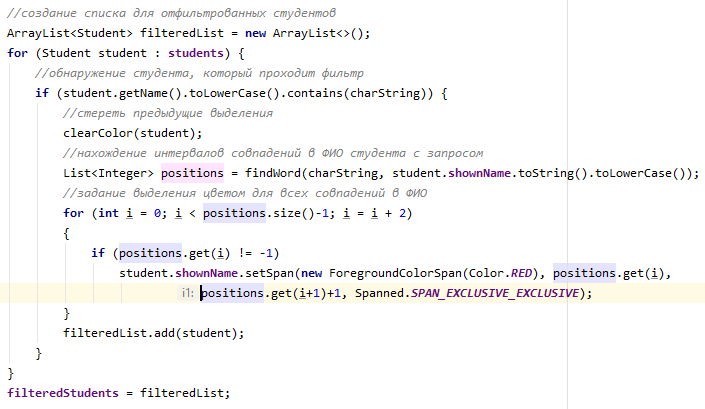 //создание списка для отфильтрованных студентов
ArrayList<Student> filteredList = new ArrayList<>();
for (Student student : students) {
//обнаружение студента, который проходит фильтр
if (student.getName().toLowerCase().contains(charString)) {
//стереть предыдущие выделения
clearColor(student);
//нахождение интервалов совпадений в ФИО студента с запросом
List<Integer> positions = findWord(charString, student.shownName.toString().toLowerCase());
//задание выделения цветом для всех совпадений в ФИО
for (int i = 0; i < positions.size()-1; i = i + 2)
{
if (positions.get(i) != -1)
student.shownName.setSpan(new ForegroundColorSpan(Color.RED), positions.get(i),
i1: positions.get(i+1)+1, Spanned.SPAN_EXCLUSIVE_EXCLUSIVE);
}
filteredList.add(student);
}
}
filteredStudents = filteredList;